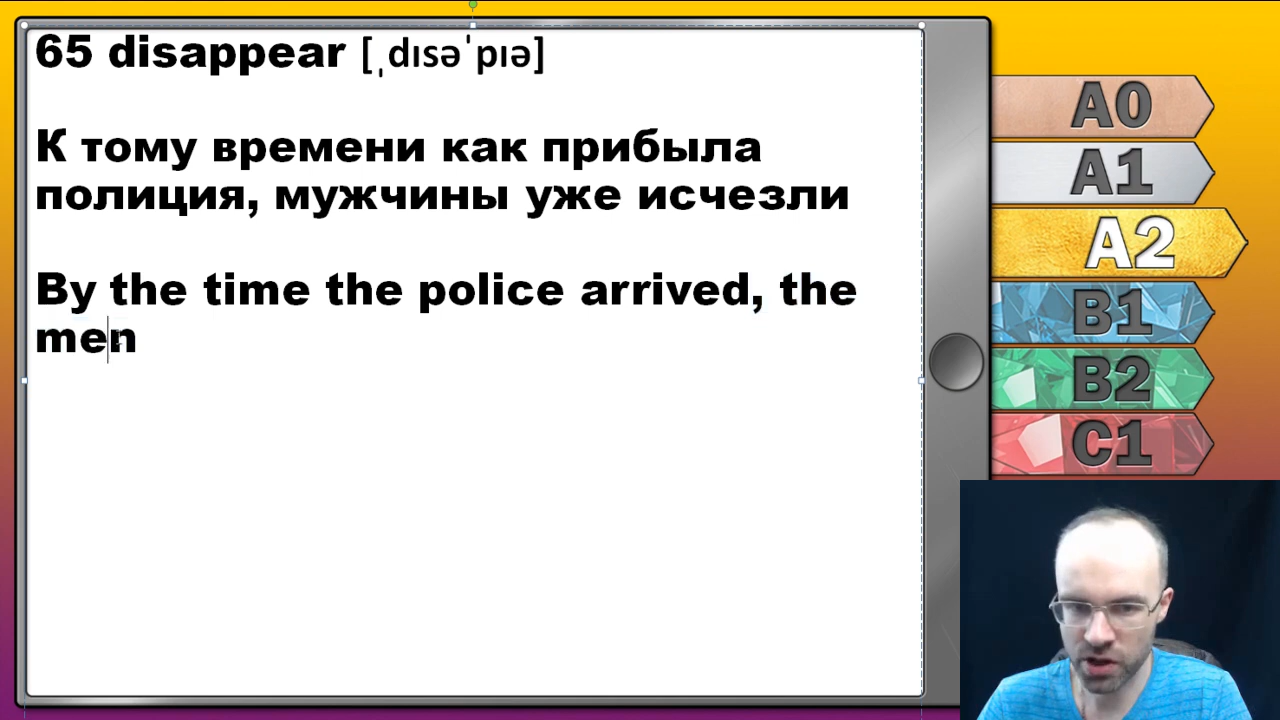 65 disappear [ˌdɪsəˈpɪə]
К тому времени как прибыла
полиция, мужчины уже исчезли
By the time the police arrived, the
men
A0
A1
A2
B1
B2
C1